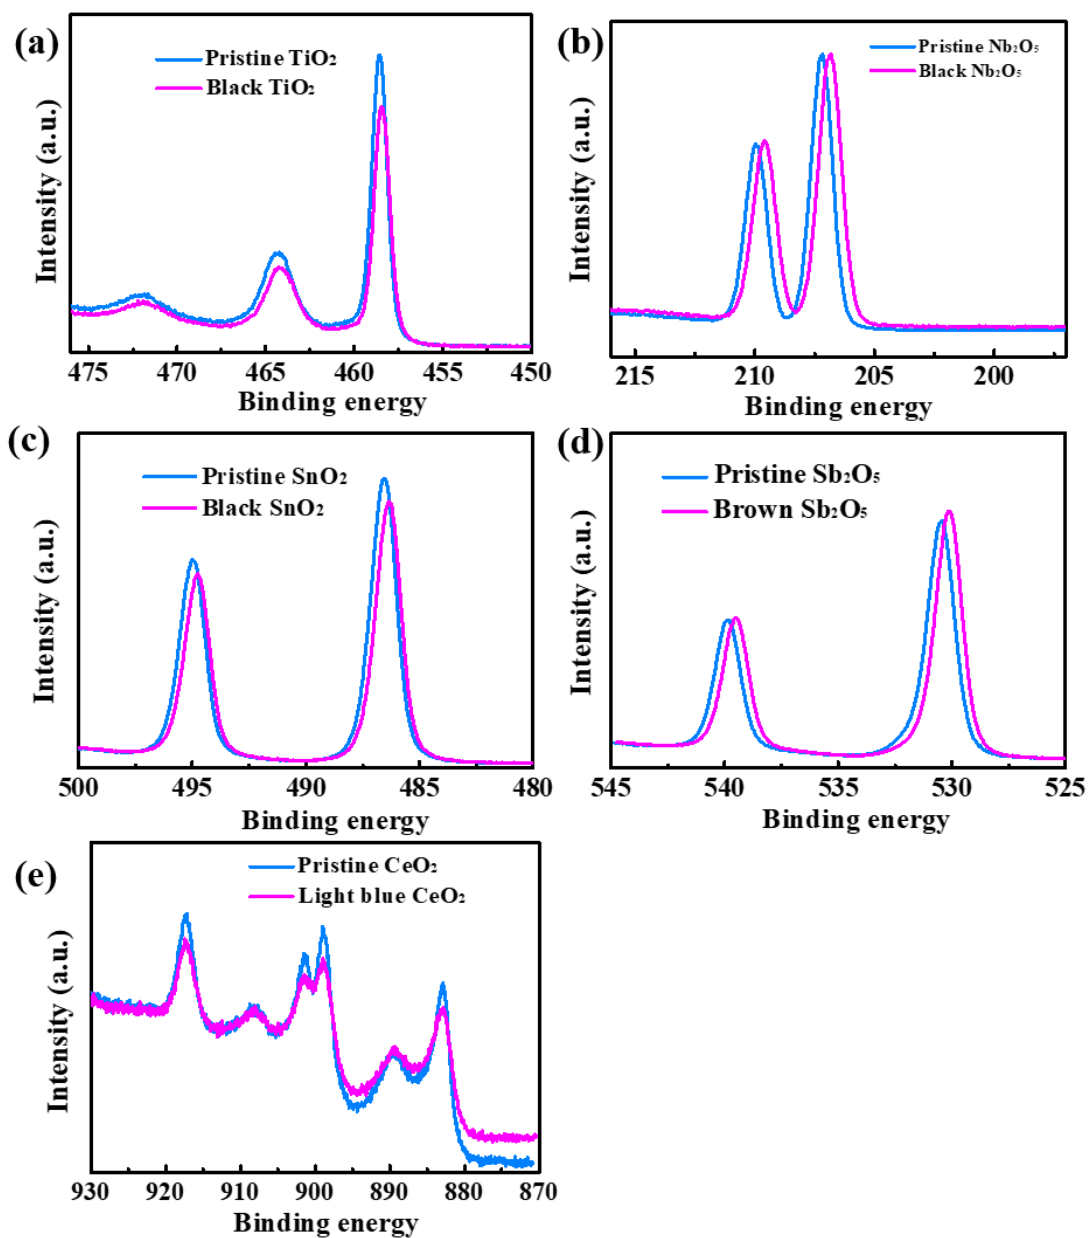 (a)
Pristine TiO₂
Black TiO₂
Intensity (a.u.)
475 470 465 460 455 450
Binding energy
(b)
Pristine Nb₂O₅
Black Nb₂O₅
Intensity (a.u.)
215 210 205 200
Binding energy
(c)
Pristine SnO₂
Black SnO₂
Intensity (a.u.)
500 495 490 485 480
Binding energy
(d)
Pristine Sb₂O₅
Brown Sb₂O₅
Intensity (a.u.)
545 540 535 530 525
Binding energy
(e)
Pristine CeO₂
Light blue CeO₂
Intensity (a.u.)
930 920 910 900 890 880 870
Binding energy